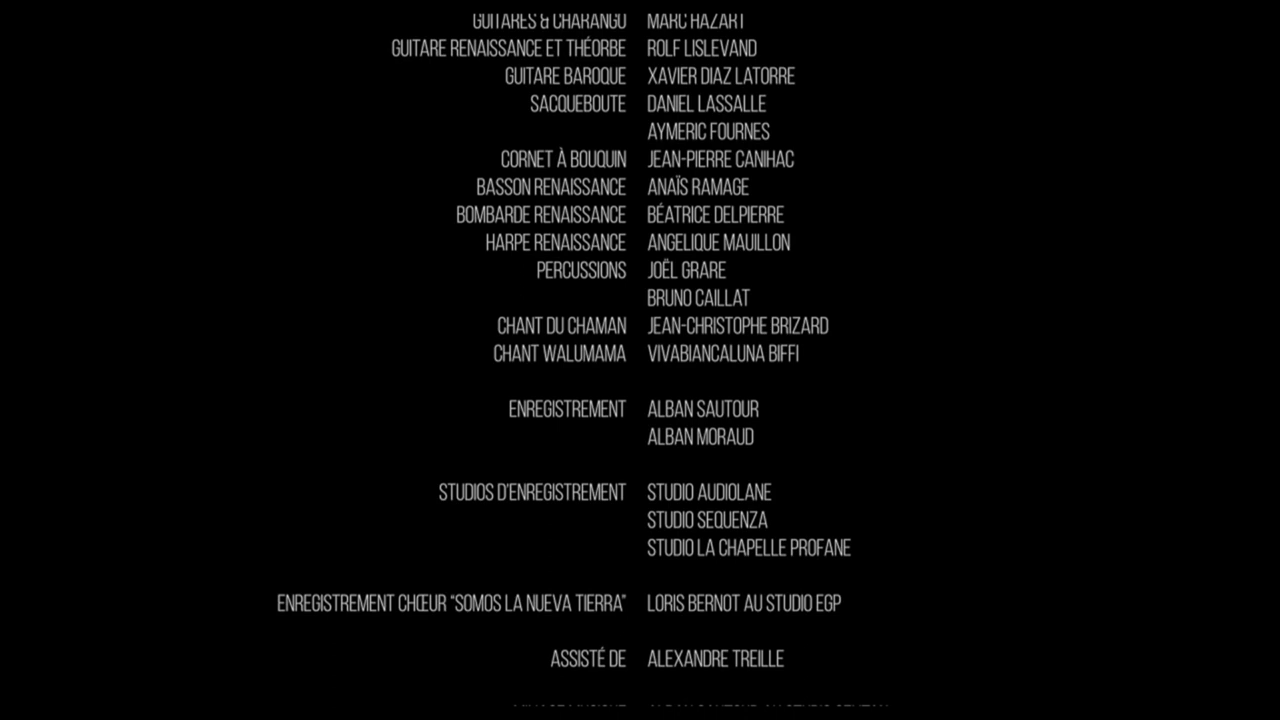 GUITARES & CHARANGO MARC HAZART
GUITARE RENAISSANCE ET THÉORBE ROLF LISLEVAND
GUITARE BAROQUE XAVIER DIAZ LATORRE
SACQUEBOUTE DANIEL LASSALLE
AYMERIC FOURNES
CORNET À BOUQUIN JEAN-PIERRE CANIHAC
BASSON RENAISSANCE ANAÏS RAMAGE
BOMBARDE RENAISSANCE BÉATRICE DELPIERRE
HARPE RENAISSANCE ANGELIQUE MAUILLON
PERCUSSIONS JOËL GRARE
BRUNO CAILLAT
CHANT DU CHAMAN JEAN-CHRISTOPHE BRIZARD
CHANT WALUMAMA VIVABIANCALUNA BIFFI
ENREGISTREMENT ALBAN SAUTOUR
ALBAN MORAUD
STUDIOS D'ENREGISTREMENT STUDIO AUDIOLANE
STUDIO SEQUENZA
STUDIO LA CHAPELLE PROFANE
ENREGISTREMENT CHŒUR "SOMOS LA NUEVA TIERRA" LORIS BERNOT AU STUDIO EGP
ASSISTÉ DE ALEXANDRE TREILLE